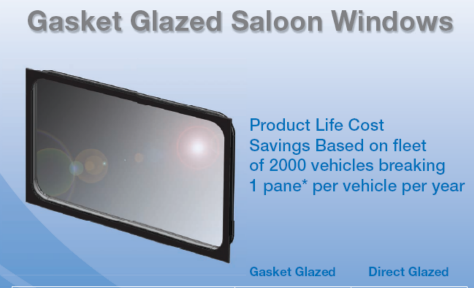 Gasket Glazed Saloon Windows
Product Life Cost
Savings Based on fleet
of 2000 vehicles breaking
1 pane* per vehicle per year
Gasket Glazed Direct Glazed